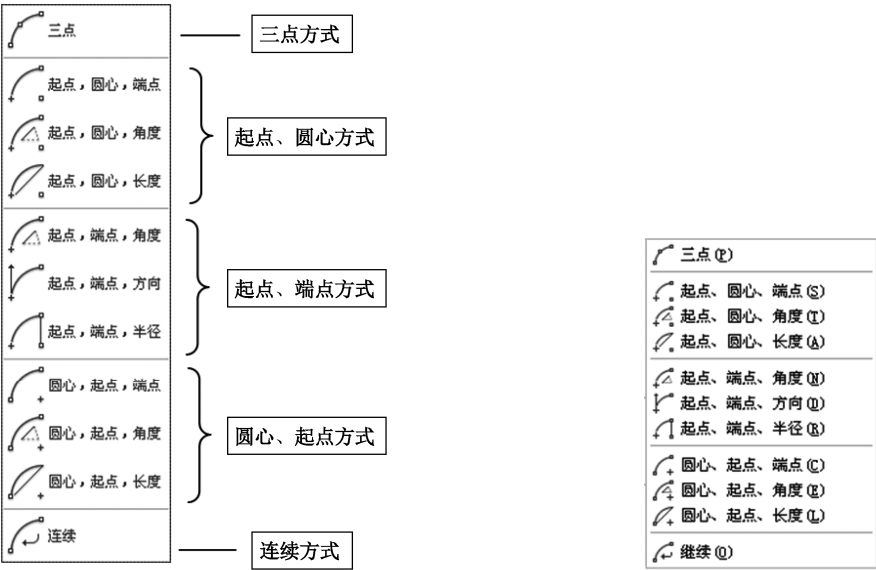 三点
起点，圆心，端点
起点，圆心，角度
起点，圆心，长度
起点，端点，角度
起点，端点，方向
起点，端点，半径
圆心，起点，端点
圆心，起点，角度
圆心，起点，长度
连续
三点方式
起点、圆心方式
起点、端点方式
圆心、起点方式
连续方式
三点(P)
起点、圆心、端点(S)
起点、圆心、角度(T)
起点、圆心、长度(A)
起点、端点、角度(N)
起点、端点、方向(D)
起点、端点、半径(R)
圆心、起点、端点(C)
圆心、起点、角度(E)
圆心、起点、长度(L)
继续(O)